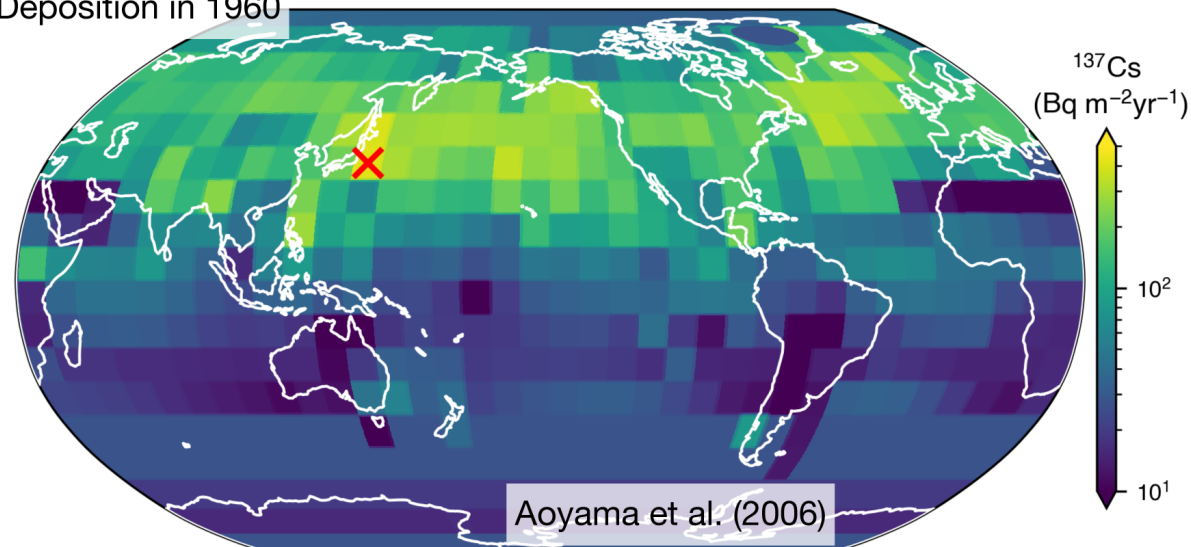 Deposition in 1960
¹³⁷Cs
(Bq m⁻²yr⁻¹)
10²
10¹
Aoyama et al. (2006)